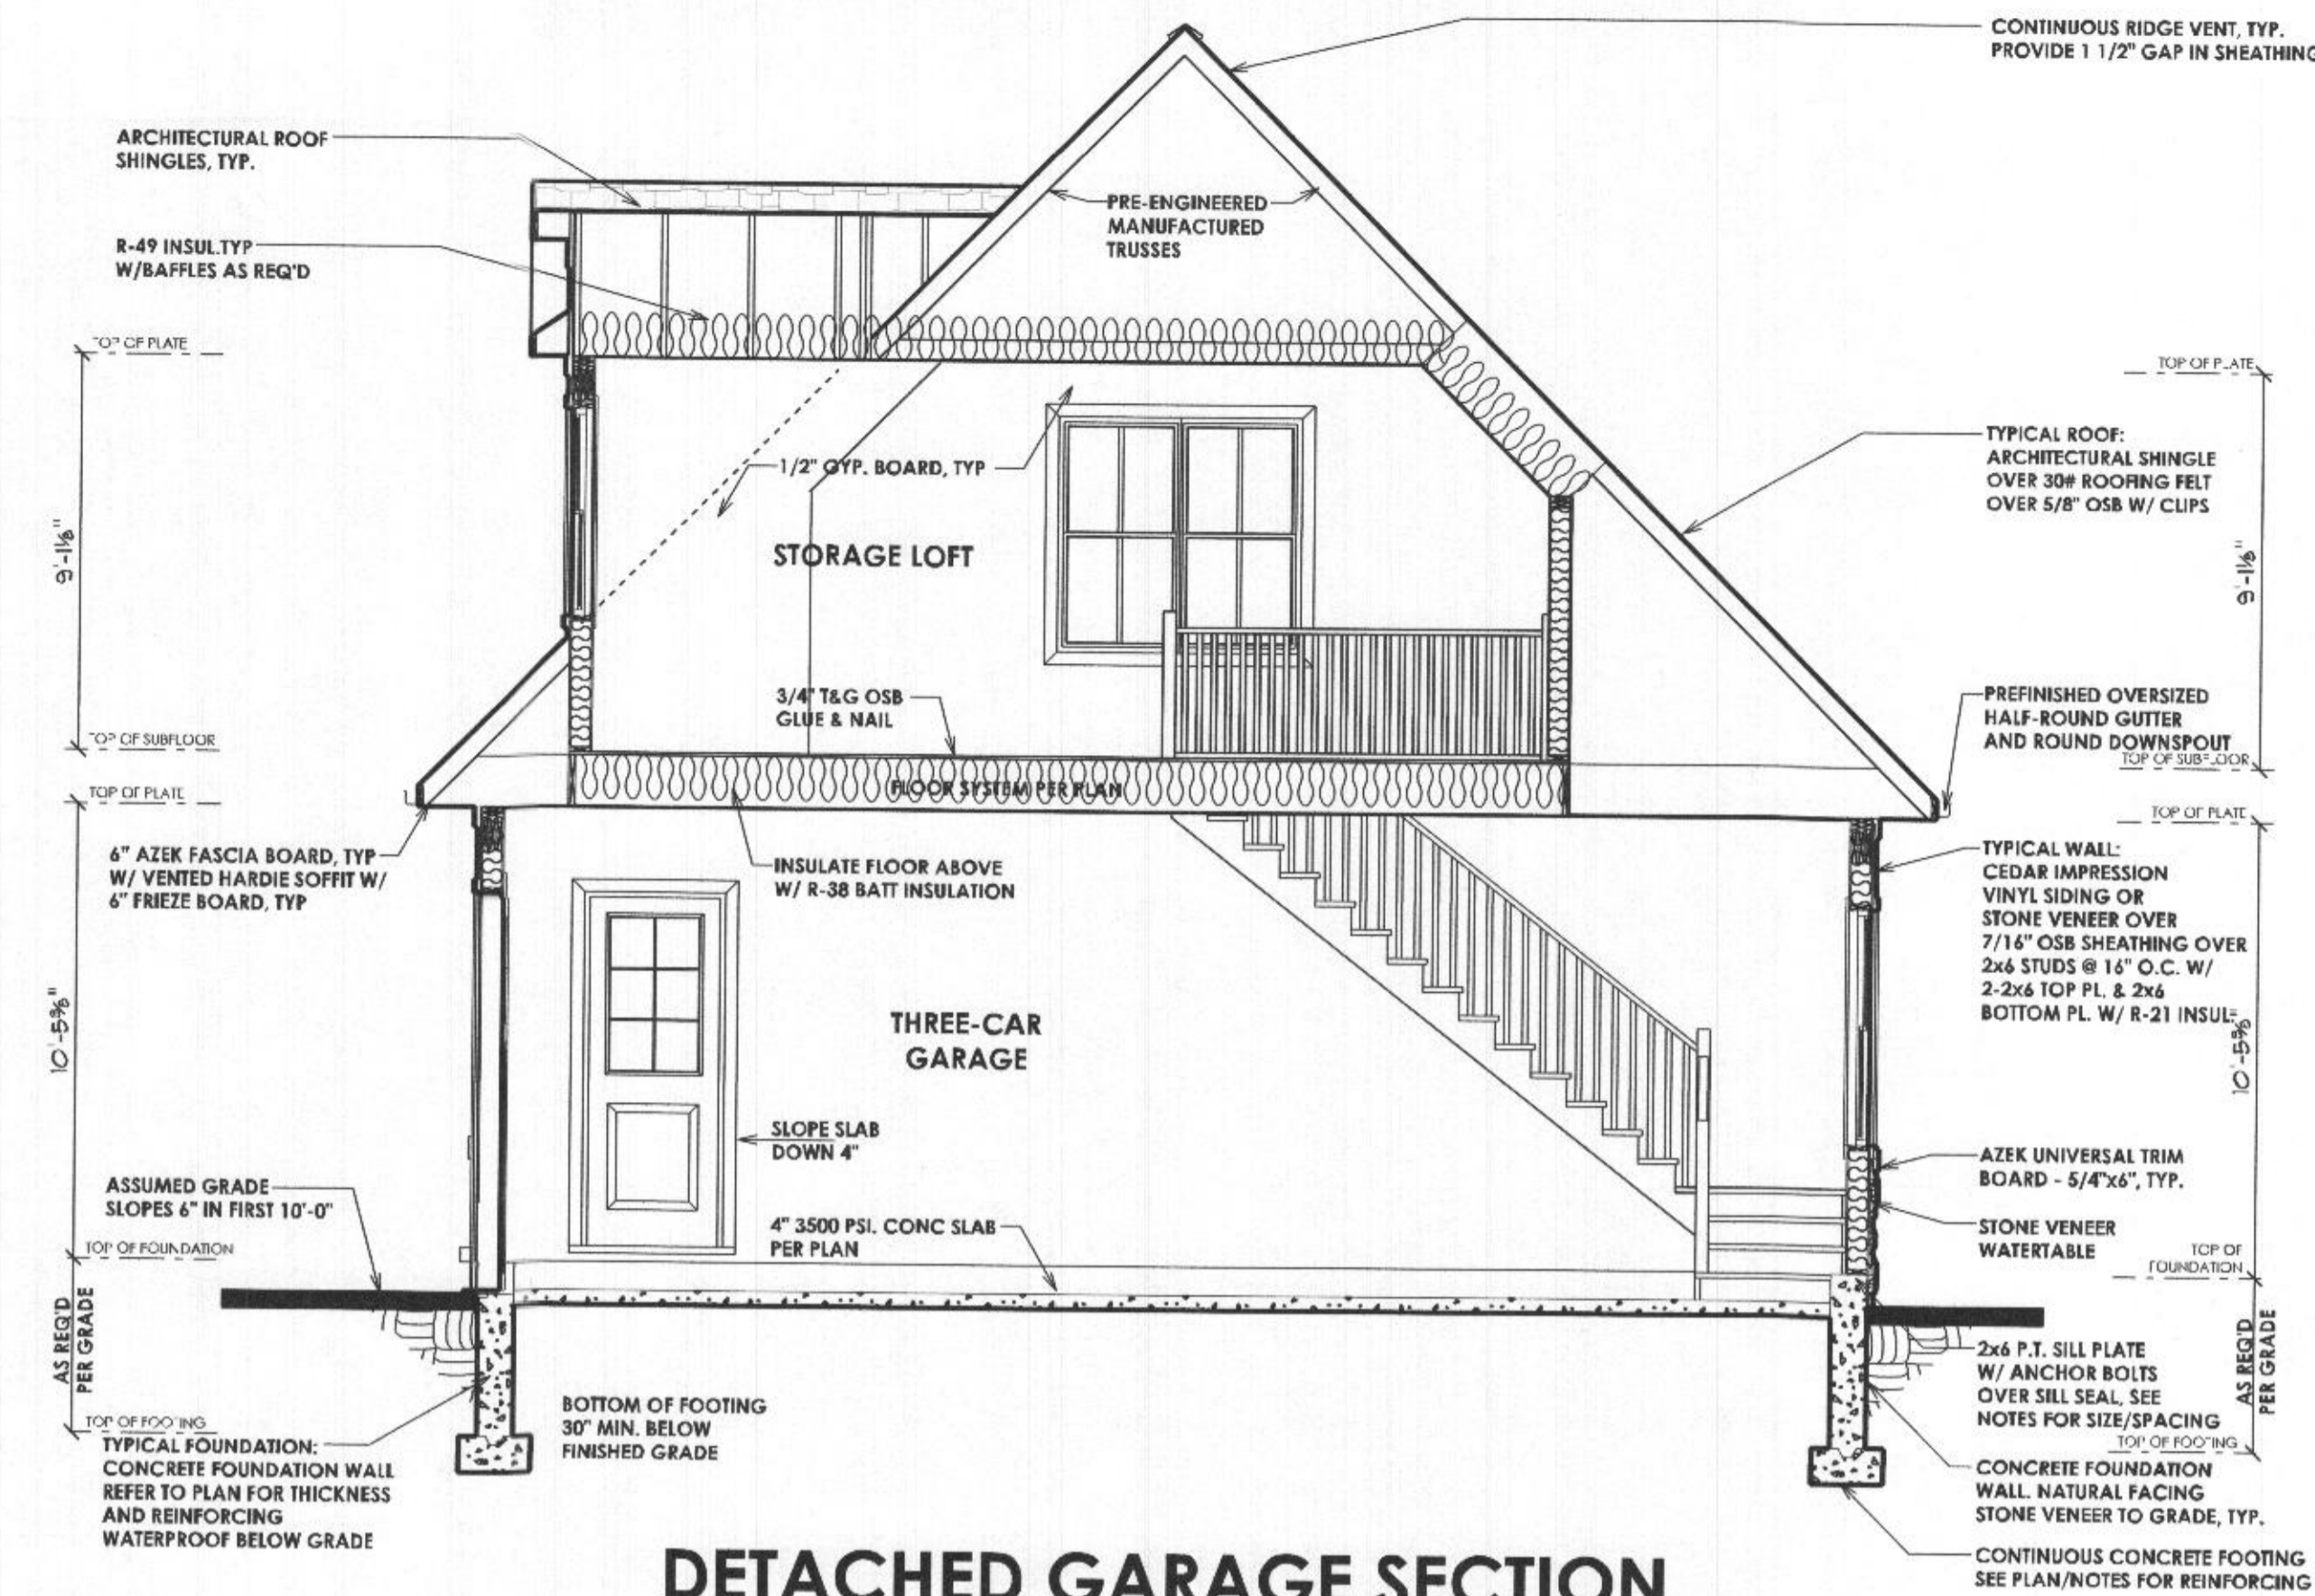 CONTINUOUS RIDGE VENT, TYP.
PROVIDE 1 1/2" GAP IN SHEATHING
ARCHITECTURAL ROOF
SHINGLES, TYP.
R-49 INSUL.TYP
W/BAFFLES AS REQ'D
PRE-ENGINEERED
MANUFACTURED
TRUSSES
TOP OF PLATE
TOP OF PLATE
TYPICAL ROOF:
ARCHITECTURAL SHINGLE
OVER 30# ROOFING FELT
OVER 5/8" OSB W/ CLIPS
1/2" GYP. BOARD, TYP
STORAGE LOFT
9'-1⅛"
9'-1⅛"
3/4" T&G OSB
GLUE & NAIL
PREFINISHED OVERSIZED
HALF-ROUND GUTTER
AND ROUND DOWNSPOUT
TOP OF SUBFLOOR
TOP OF SUBFLOOR
FLOOR SYSTEM PER PLAN
TOP OF PLATE
TOP OF PLATE
6" AZEK FASCIA BOARD, TYP
W/ VENTED HARDIE SOFFIT W/
6" FRIEZE BOARD, TYP
INSULATE FLOOR ABOVE
W/ R-38 BATT INSULATION
TYPICAL WALL:
CEDAR IMPRESSION
VINYL SIDING OR
STONE VENEER OVER
7/16" OSB SHEATHING OVER
2x6 STUDS @ 16" O.C. W/
2-2x6 TOP PL. & 2x6
BOTTOM PL. W/ R-21 INSUL.
10'-5⅜"
10'-5⅜"
THREE-CAR
GARAGE
SLOPE SLAB
DOWN 4"
AZEK UNIVERSAL TRIM
BOARD - 5/4"x6", TYP.
ASSUMED GRADE
SLOPES 6" IN FIRST 10'-0"
4" 3500 PSI. CONC SLAB
PER PLAN
STONE VENEER
WATERTABLE
TOP OF FOUNDATION
TOP OF
FOUNDATION
AS REQ'D
PER GRADE
AS REQ'D
PER GRADE
2x6 P.T. SILL PLATE
W/ ANCHOR BOLTS
OVER SILL SEAL, SEE
NOTES FOR SIZE/SPACING
BOTTOM OF FOOTING
30" MIN. BELOW
FINISHED GRADE
TOP OF FOOTING
TOP OF FOOTING
TYPICAL FOUNDATION:
CONCRETE FOUNDATION WALL
REFER TO PLAN FOR THICKNESS
AND REINFORCING
WATERPROOF BELOW GRADE
CONCRETE FOUNDATION
WALL. NATURAL FACING
STONE VENEER TO GRADE, TYP.
CONTINUOUS CONCRETE FOOTING
SEE PLAN/NOTES FOR REINFORCING
DETACHED GARAGE SECTION